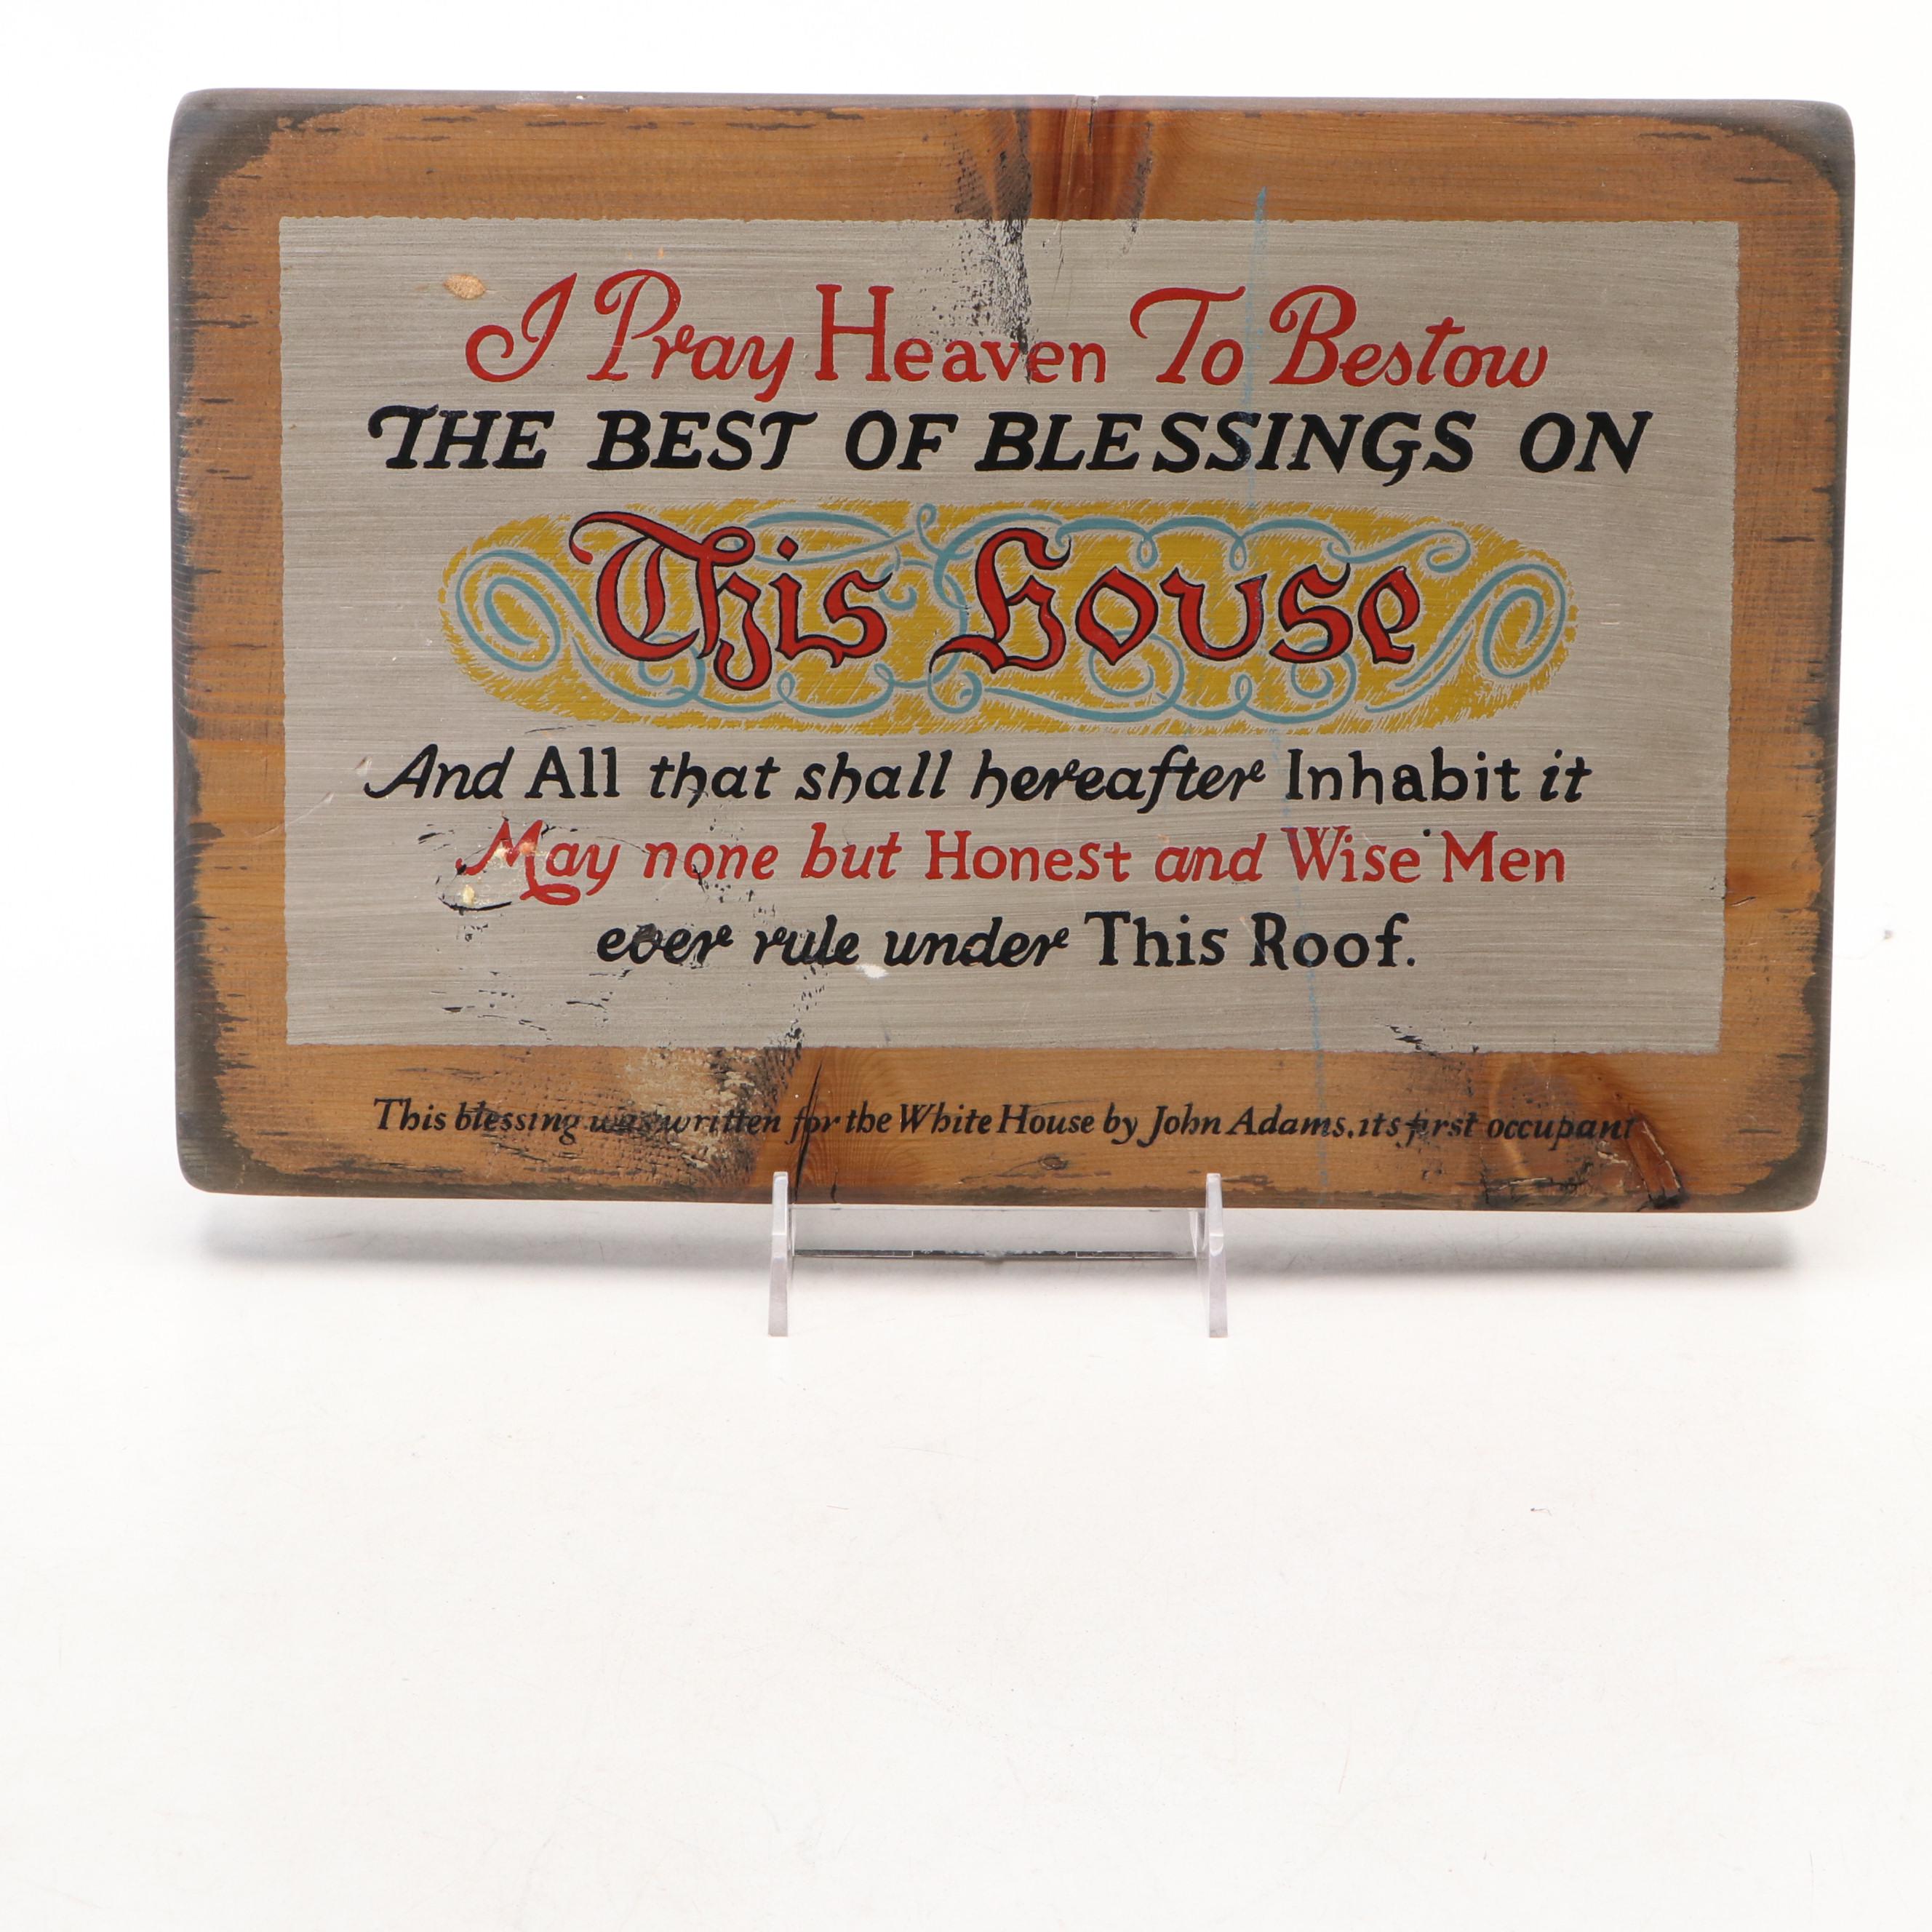 I Pray Heaven To Bestow
THE BEST OF BLESSINGS ON
This House
And All that shall hereafter Inhabit it
May none but Honest and Wise Men
ever rule under This Roof.
This blessing was written for the White House by John Adams, its first occupant